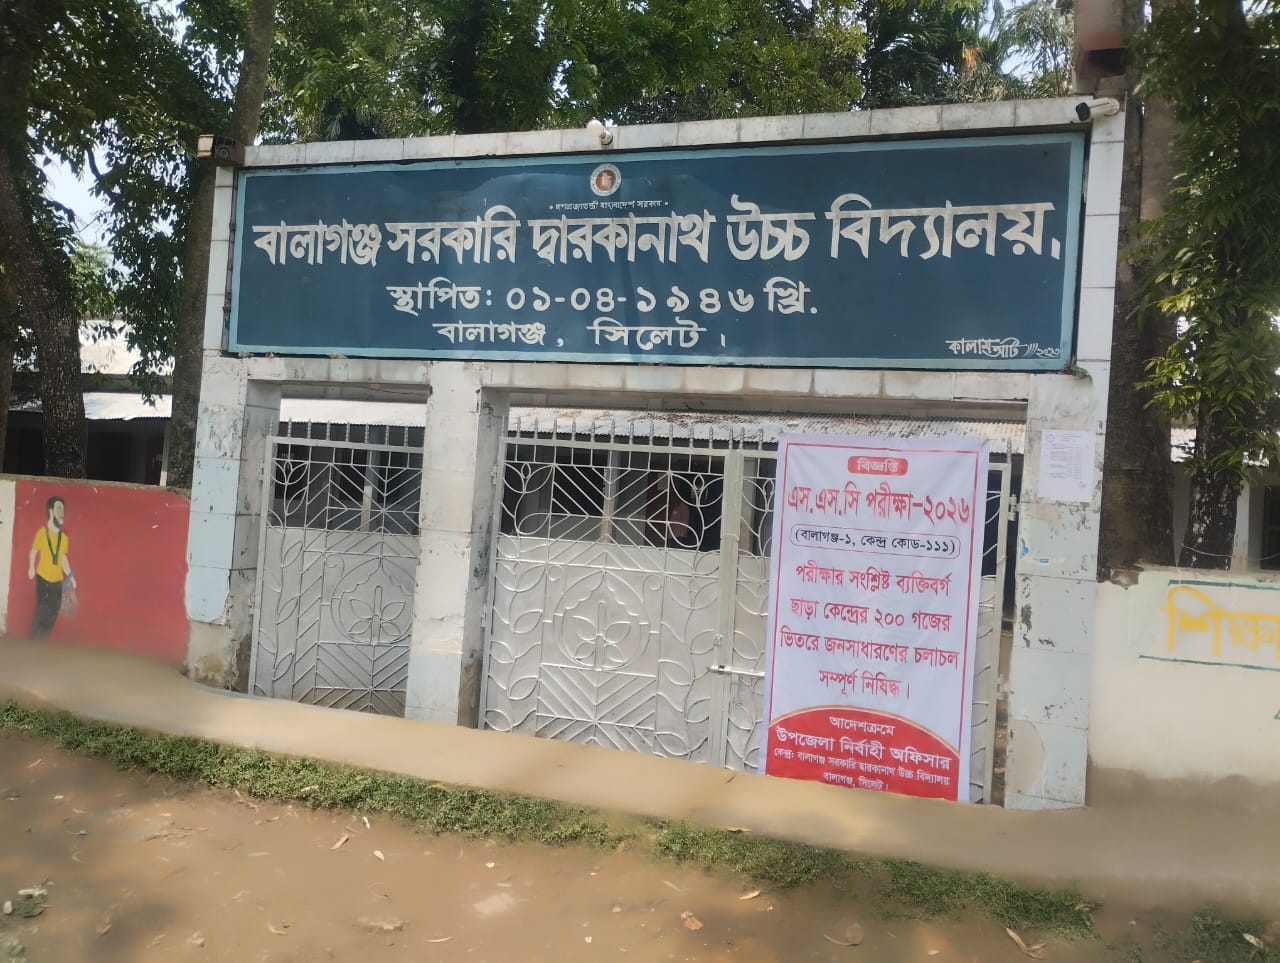 গণপ্রজাতন্ত্রী বাংলাদেশ সরকার
বালাগঞ্জ সরকারি দ্বারকানাথ উচ্চ বিদ্যালয়.
স্থাপিত: ০১-০৪-১৯৪৬ খ্রি.
বালাগঞ্জ, সিলেট।
বিজ্ঞপ্তি
এস.এস.সি পরীক্ষা-২০২৬
(বালাগঞ্জ-১, কেন্দ্র কোড-১১১)
পরীক্ষার সংশ্লিষ্ট ব্যক্তিবর্গ
ছাড়া কেন্দ্রের ২০০ গজের
ভিতরে জনসাধারণের চলাচল
সম্পূর্ণ নিষিদ্ধ।
আদেশক্রমে
উপজেলা নির্বাহী অফিসার
কেন্দ্র: বালাগঞ্জ সরকারি দ্বারকানাথ উচ্চ বিদ্যালয়
বালাগঞ্জ, সিলেট।